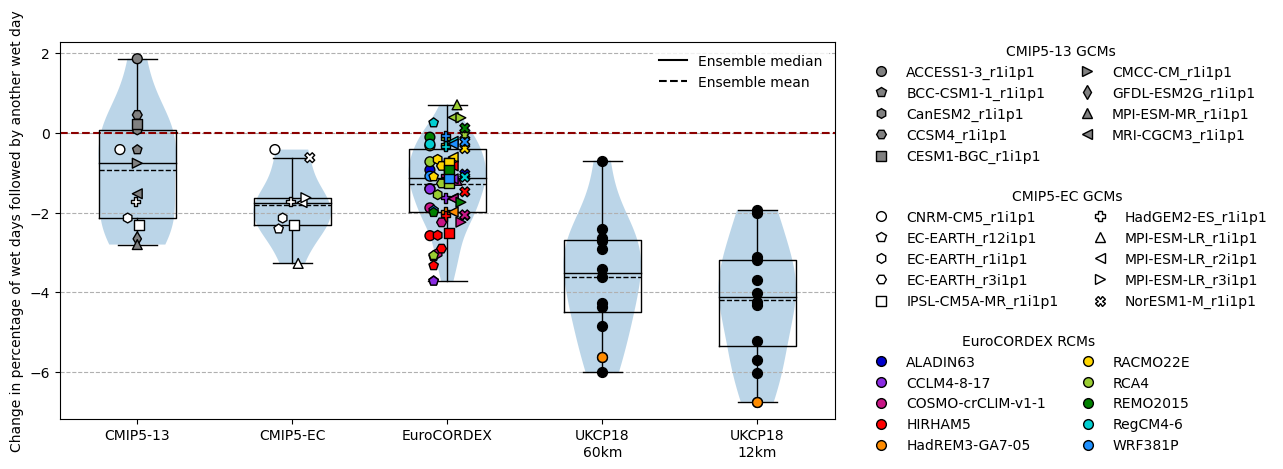 Change in percentage of wet days followed by another wet day
2
0
−2
−4
−6
Ensemble median
Ensemble mean
CMIP5-13
CMIP5-EC
EuroCORDEX
UKCP18
60km
UKCP18
12km
CMIP5-13 GCMs
ACCESS1-3_r1i1p1
BCC-CSM1-1_r1i1p1
CanESM2_r1i1p1
CCSM4_r1i1p1
CESM1-BGC_r1i1p1
CMCC-CM_r1i1p1
GFDL-ESM2G_r1i1p1
MPI-ESM-MR_r1i1p1
MRI-CGCM3_r1i1p1
CMIP5-EC GCMs
CNRM-CM5_r1i1p1
EC-EARTH_r12i1p1
EC-EARTH_r1i1p1
EC-EARTH_r3i1p1
IPSL-CM5A-MR_r1i1p1
HadGEM2-ES_r1i1p1
MPI-ESM-LR_r1i1p1
MPI-ESM-LR_r2i1p1
MPI-ESM-LR_r3i1p1
NorESM1-M_r1i1p1
EuroCORDEX RCMs
ALADIN63
CCLM4-8-17
COSMO-crCLIM-v1-1
HIRHAM5
HadREM3-GA7-05
RACMO22E
RCA4
REMO2015
RegCM4-6
WRF381P